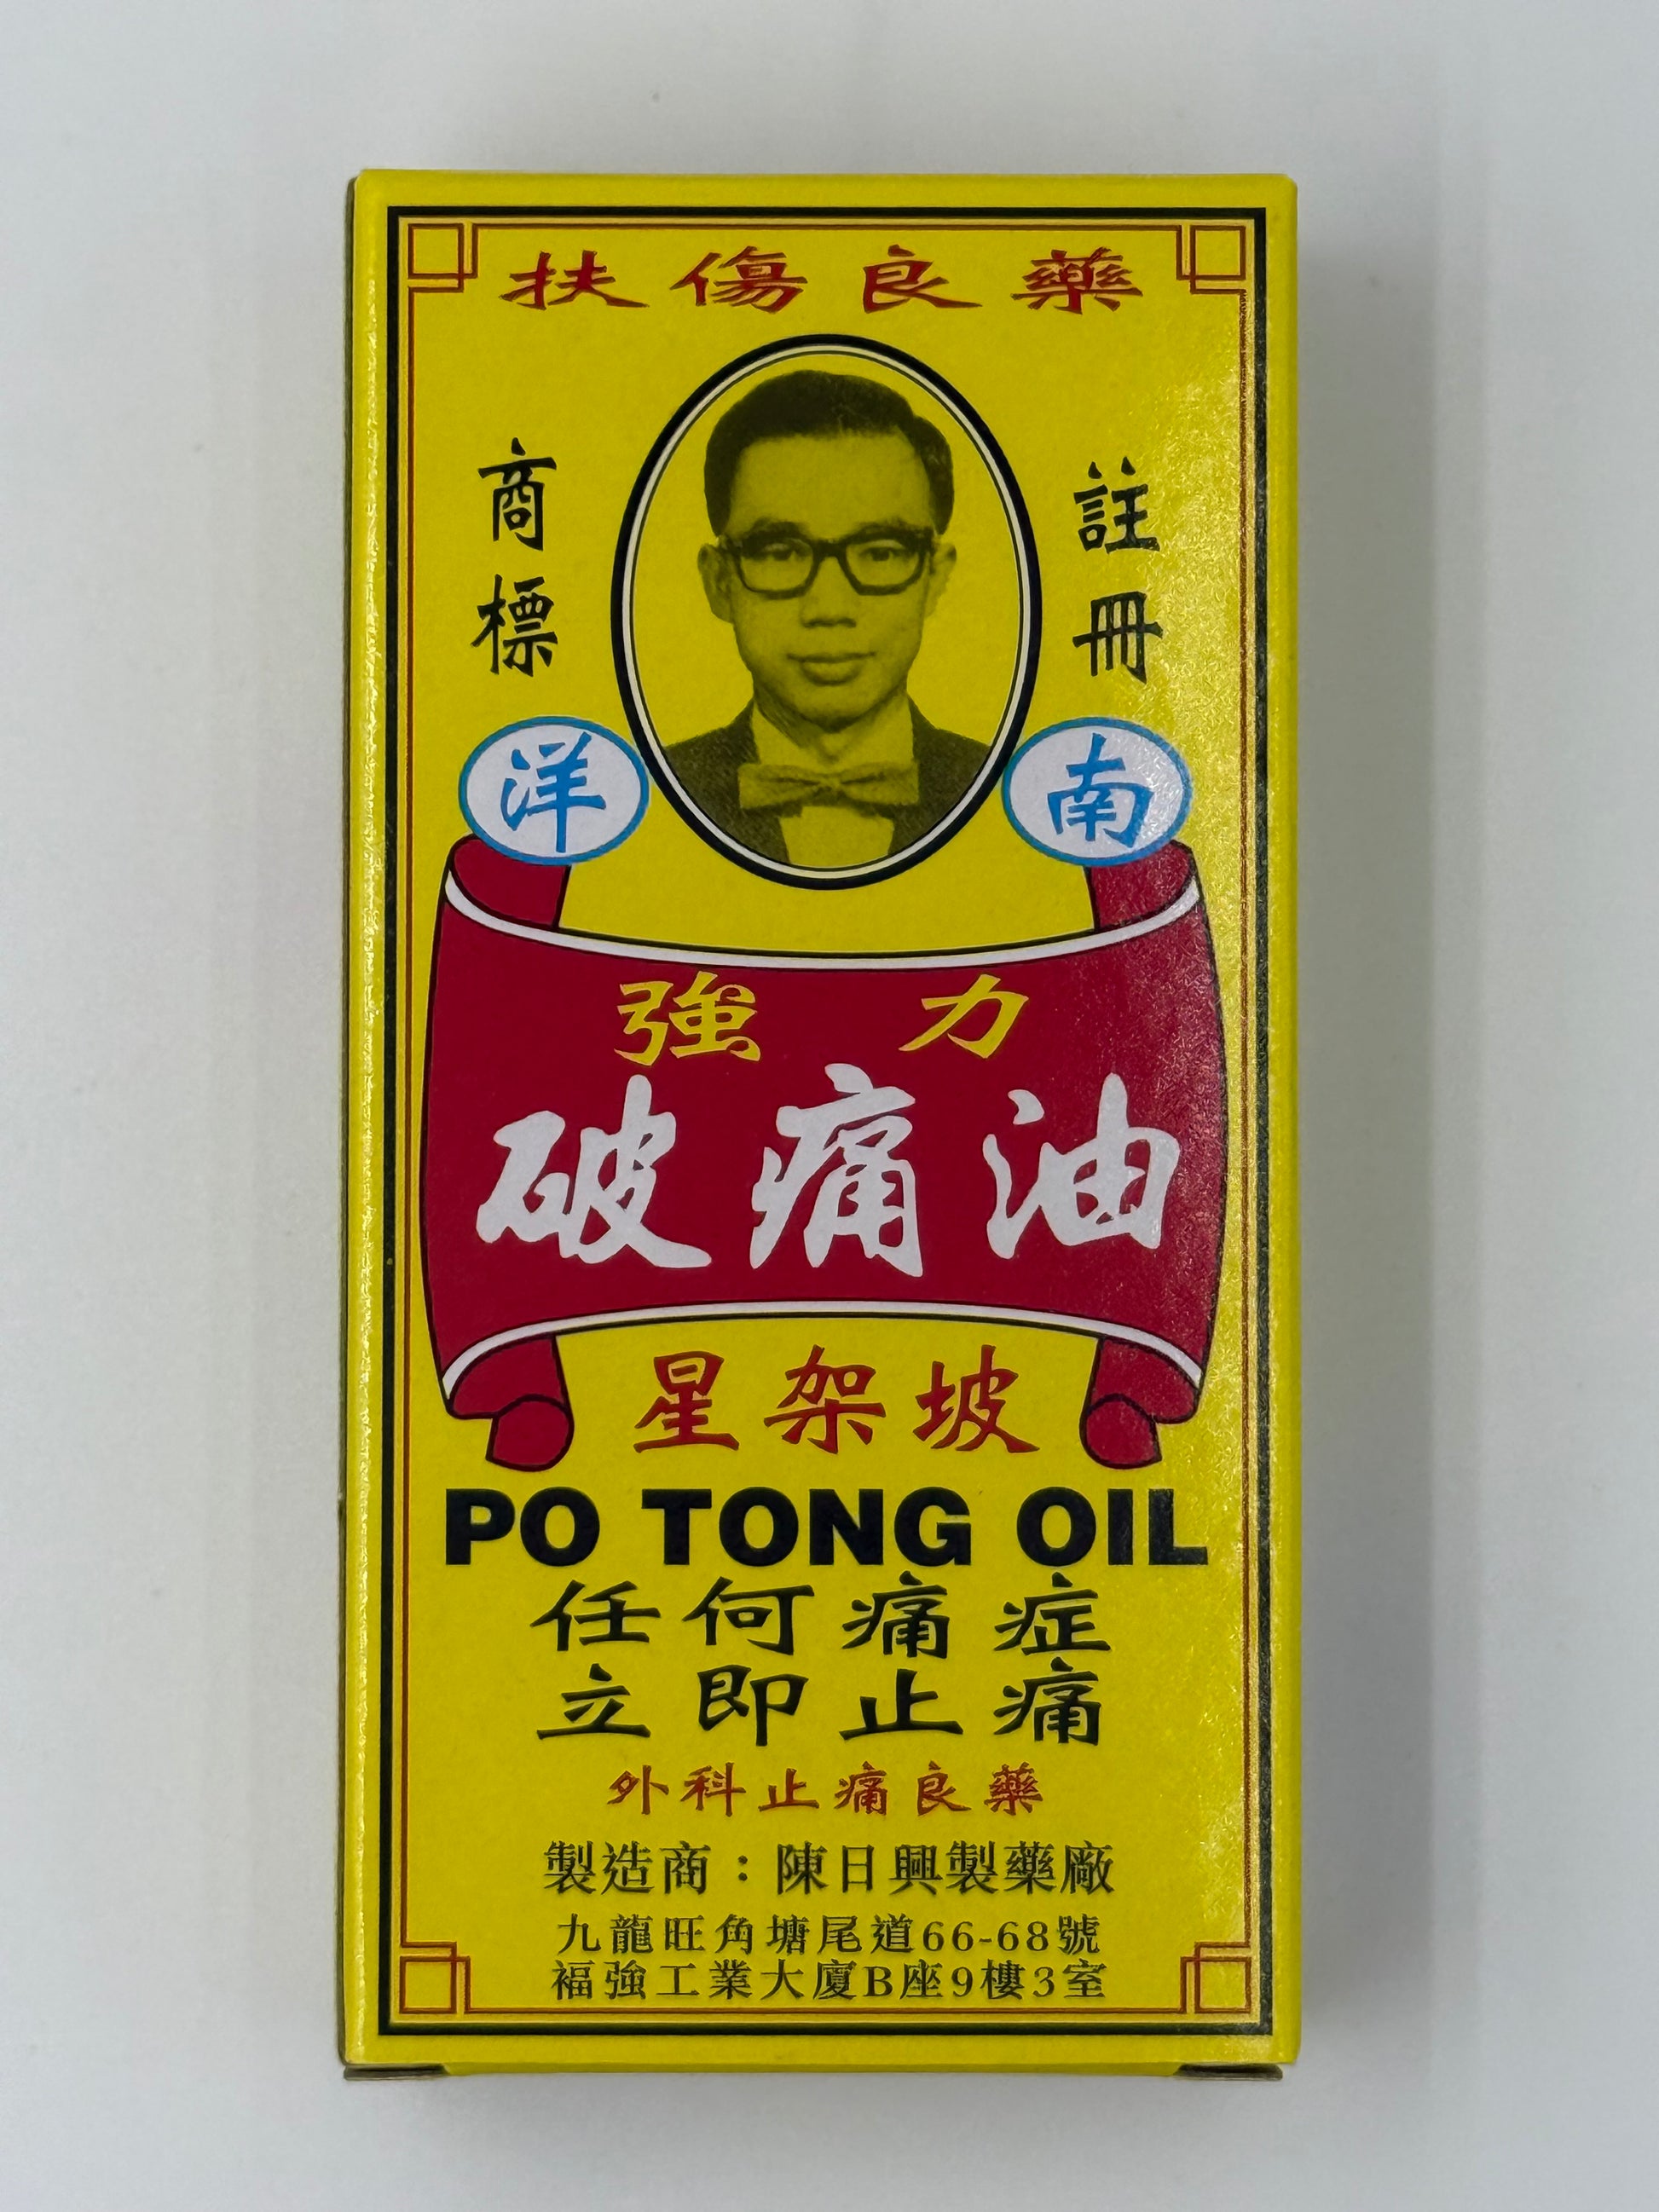 扶傷良藥
註冊
商標
南洋
強力
破痛油
星架坡
PO TONG OIL
任何痛症
立即止痛
外科止痛良藥
製造商：陳日興製藥廠
九龍旺角塘尾道66-68號
福強工業大廈B座9樓3室